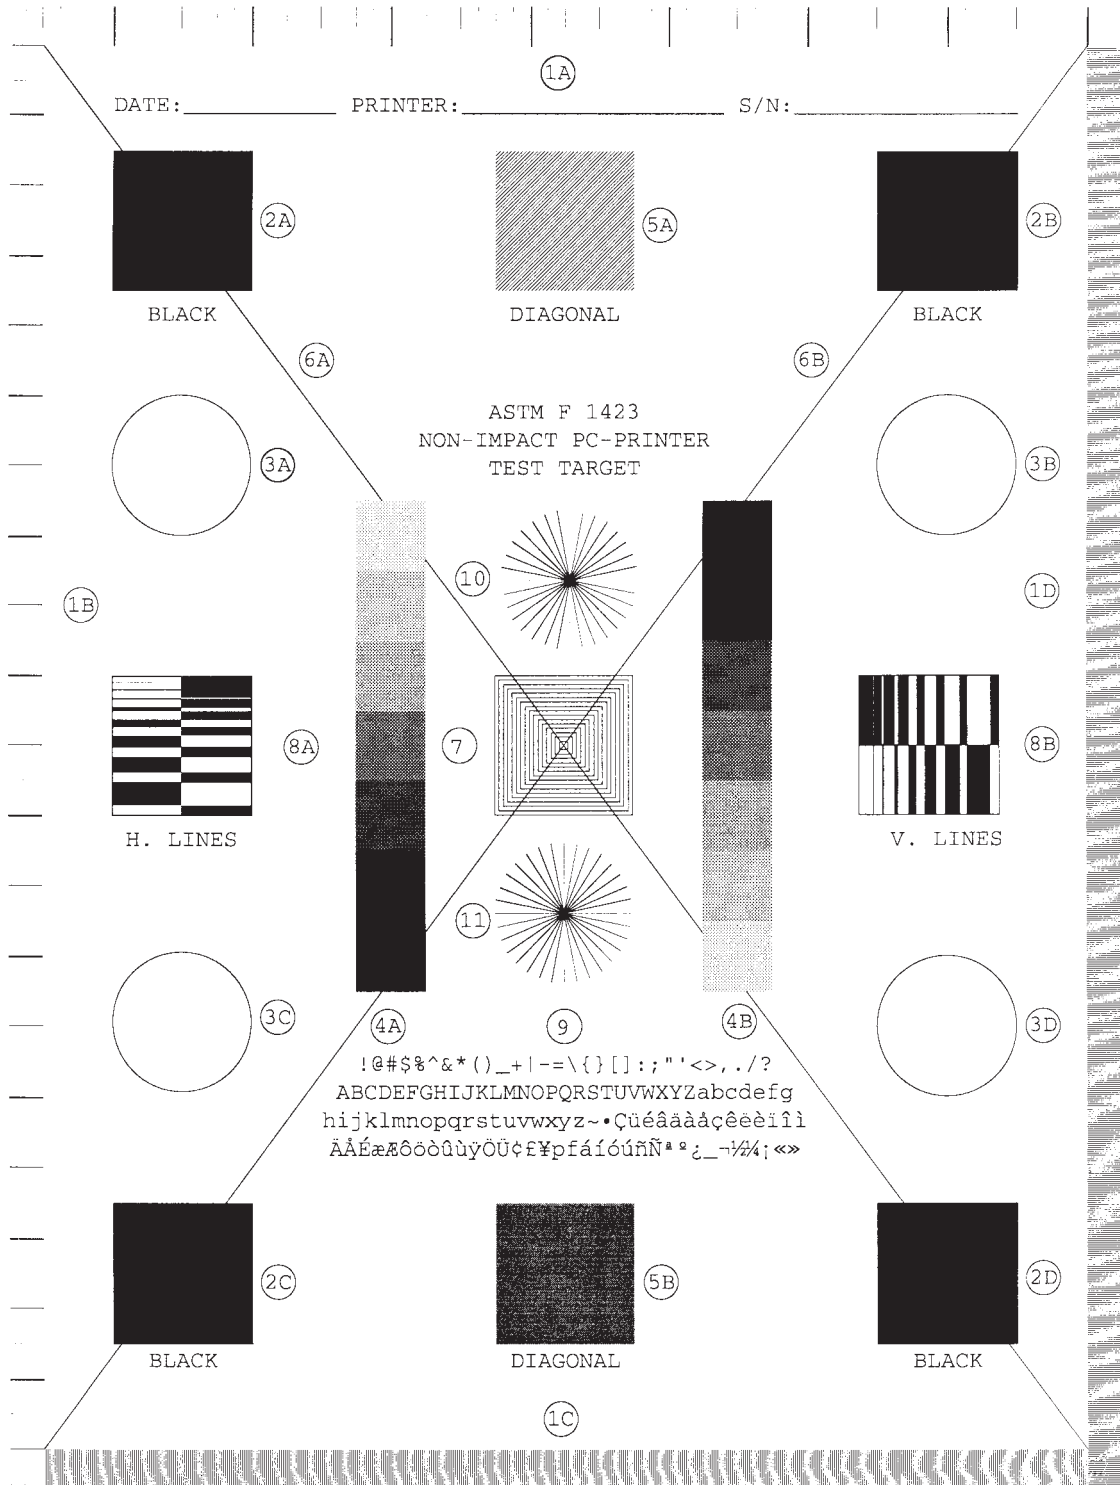 1A
DATE: PRINTER: S/N:
2A
5A
2B
BLACK
DIAGONAL
BLACK
6A
6B
ASTM F 1423
NON-IMPACT PC-PRINTER
TEST TARGET
3A
3B
10
1B
1D
8A
7
8B
H. LINES
V. LINES
11
3C
4A
9
4B
3D
!@#$%^&*()_+|-=\{}[]:;"'<>,./?
ABCDEFGHIJKLMNOPQRSTUVWXYZabcdefg
hijklmnopqrstuvwxyz~•Çüéâäàåçêëèïîì
ÄÅÉæÆôöòûùÿÖÜ¢£¥pfáíóúñÑªº¿_¬½¼¡«»
2C
5B
2D
BLACK
DIAGONAL
BLACK
1C